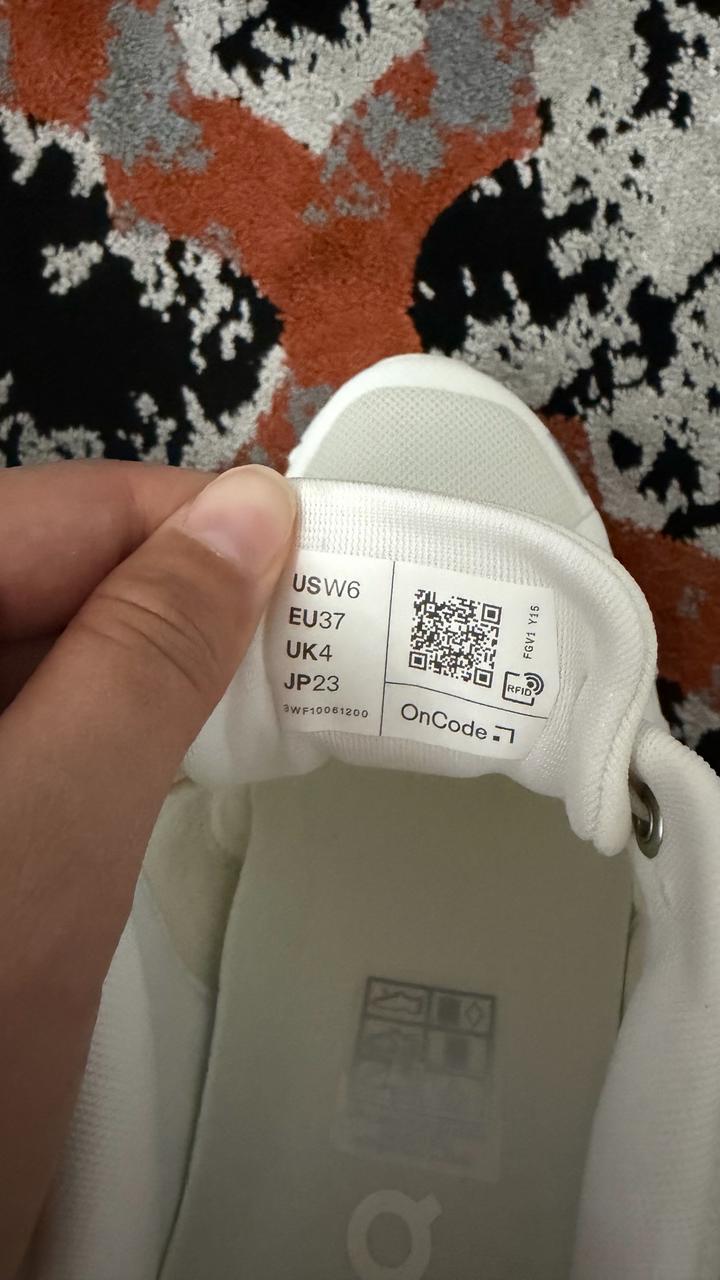 USW6
EU37
UK4
JP23
3WF10061200
FGV1 Y15
RFID
OnCode